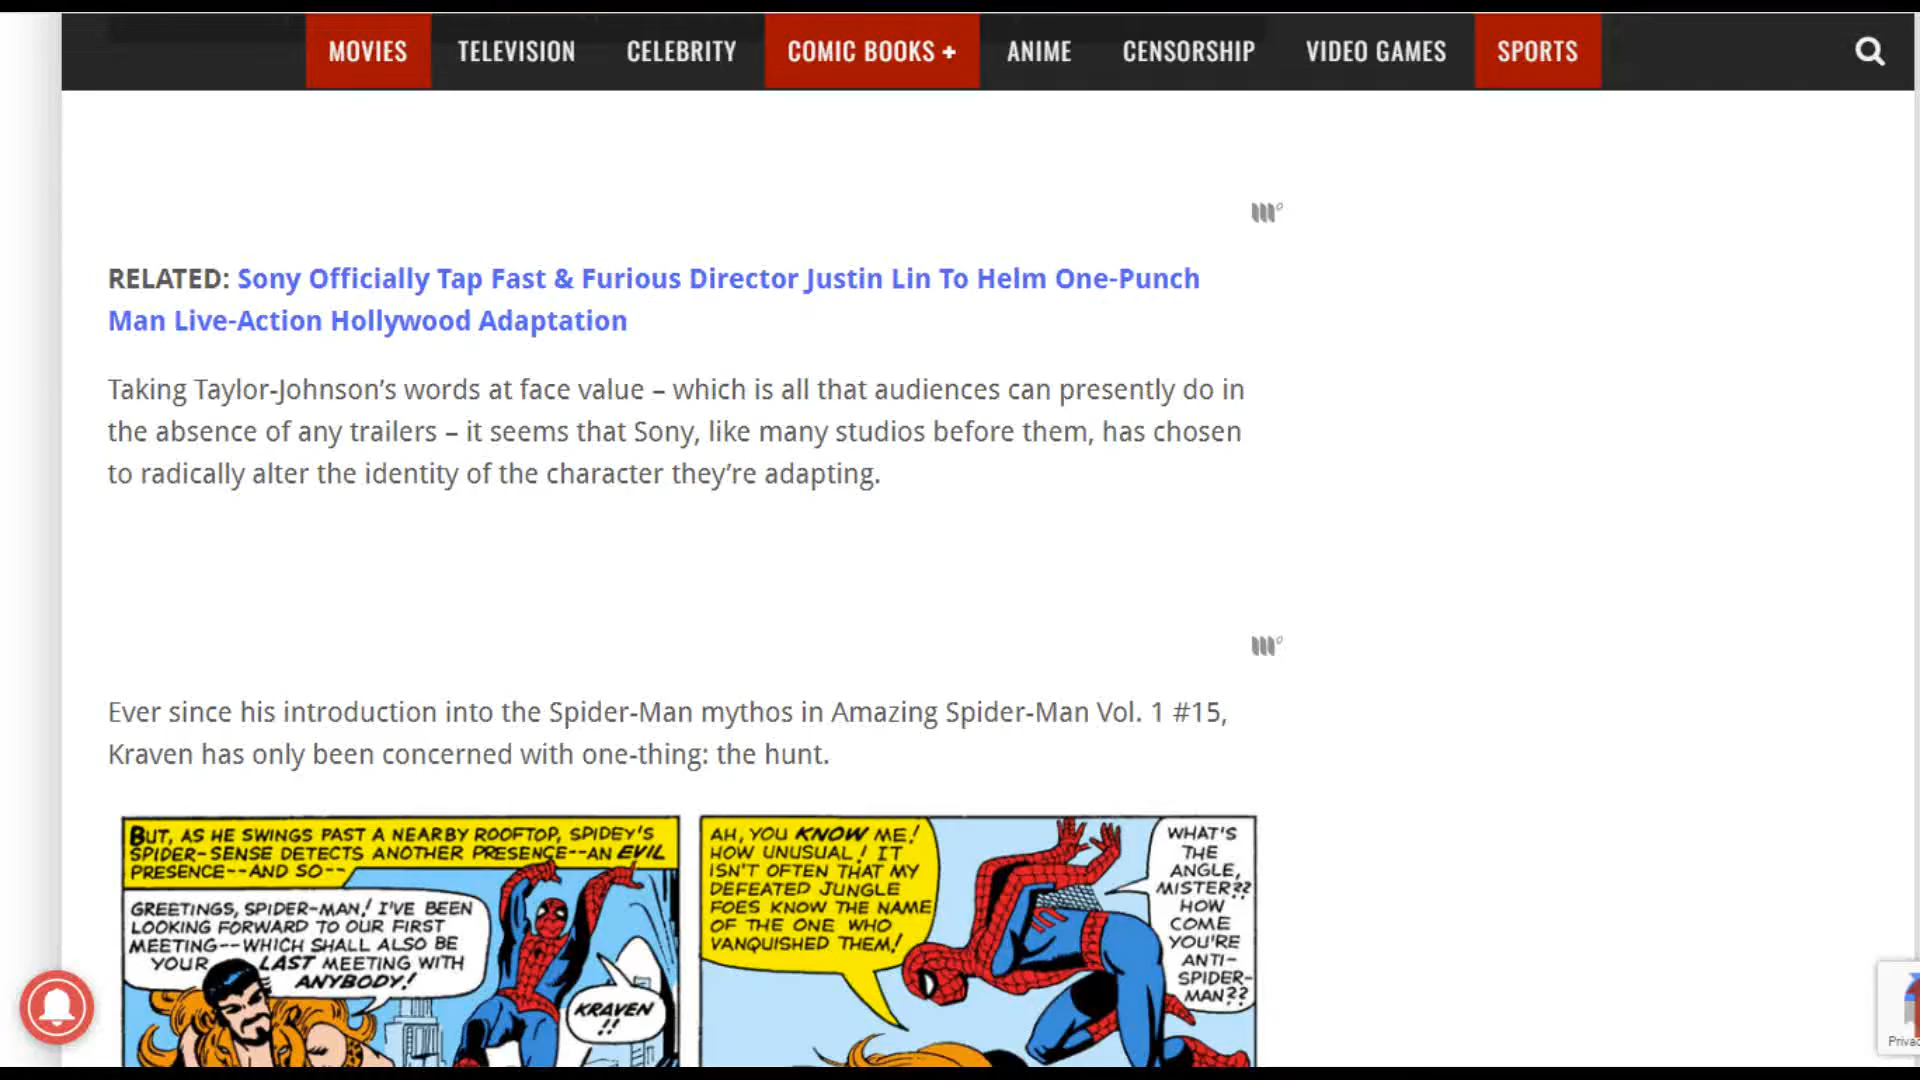 MOVIES TELEVISION CELEBRITY COMIC BOOKS + ANIME CENSORSHIP VIDEO GAMES SPORTS
RELATED: Sony Officially Tap Fast & Furious Director Justin Lin To Helm One-Punch
Man Live-Action Hollywood Adaptation
Taking Taylor-Johnson’s words at face value – which is all that audiences can presently do in
the absence of any trailers – it seems that Sony, like many studios before them, has chosen
to radically alter the identity of the character they’re adapting.
Ever since his introduction into the Spider-Man mythos in Amazing Spider-Man Vol. 1 #15,
Kraven has only been concerned with one-thing: the hunt.
BUT, AS HE SWINGS PAST A NEARBY ROOFTOP, SPIDEY'S
SPIDER-SENSE DETECTS ANOTHER PRESENCE--AN EVIL
PRESENCE--AND SO--
GREETINGS, SPIDER-MAN! I'VE BEEN
LOOKING FORWARD TO OUR FIRST
MEETING--WHICH SHALL ALSO BE
YOUR LAST MEETING WITH
ANYBODY!
KRAVEN
!!
AH, YOU KNOW ME!
HOW UNUSUAL! IT
ISN'T OFTEN THAT MY
DEFEATED JUNGLE
FOES KNOW THE NAME
OF THE ONE WHO
VANQUISHED THEM!
WHAT'S
THE
ANGLE,
MISTER??
HOW
COME
YOU'RE
ANTI-
SPIDER-
MAN??